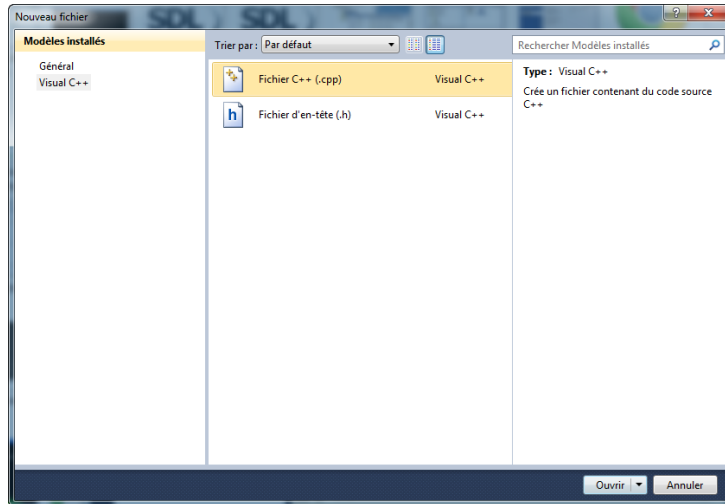 Nouveau fichier
SDL SDL
?
Modèles installés
Général
Visual C++
Trier par : Par défaut
Fichier C++ (.cpp) Visual C++
h Fichier d'en-tête (.h) Visual C++
Rechercher Modèles installés
Type : Visual C++
Crée un fichier contenant du code source
C++
Ouvrir
Annuler